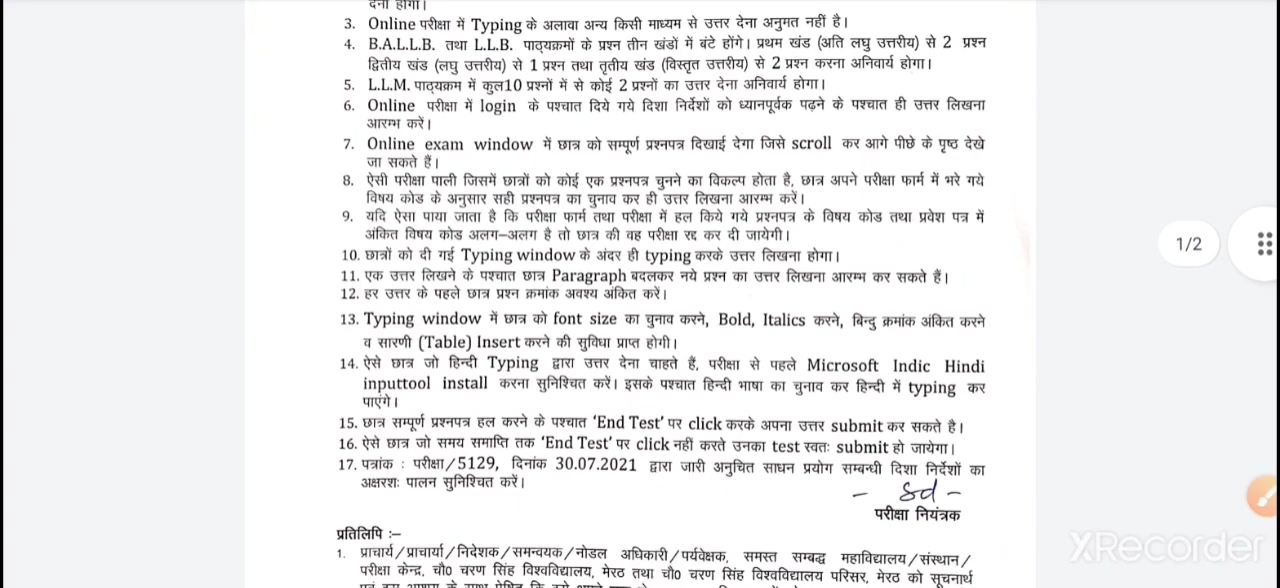 देना होगा।
3. Online परीक्षा में Typing के अलावा अन्य किसी माध्यम से उत्तर देना अनुमत नहीं है।
4. B.A.L.L.B. तथा L.L.B. पाठ्यक्रमों के प्रश्न तीन खंडों में बंटे होंगे। प्रथम खंड (अति लघु उत्तरीय) से 2 प्रश्न
द्वितीय खंड (लघु उत्तरीय) से 1 प्रश्न तथा तृतीय खंड (विस्तृत उत्तरीय) से 2 प्रश्न करना अनिवार्य होगा।
5. L.L.M. पाठ्यक्रम में कुल10 प्रश्नों में से कोई 2 प्रश्नों का उत्तर देना अनिवार्य होगा।
6. Online परीक्षा में login के पश्चात दिये गये दिशा निर्देशों को ध्यानपूर्वक पढ़ने के पश्चात ही उत्तर लिखना
आरम्भ करें।
7. Online exam window में छात्र को सम्पूर्ण प्रश्नपत्र दिखाई देगा जिसे scroll कर आगे पीछे के पृष्ठ देखे
जा सकते हैं।
8. ऐसी परीक्षा पाली जिसमें छात्रों को कोई एक प्रश्नपत्र चुनने का विकल्प होता है, छात्र अपने परीक्षा फार्म में भरे गये
विषय कोड के अनुसार सही प्रश्नपत्र का चुनाव कर ही उत्तर लिखना आरम्भ करें।
9. यदि ऐसा पाया जाता है कि परीक्षा फार्म तथा परीक्षा में हल किये गये प्रश्नपत्र के विषय कोड तथा प्रवेश पत्र में
अंकित विषय कोड अलग–अलग है तो छात्र की वह परीक्षा रद्द कर दी जायेगी।
1/2
10. छात्रों को दी गई Typing window के अंदर ही typing करके उत्तर लिखना होगा।
11. एक उत्तर लिखने के पश्चात छात्र Paragraph बदलकर नये प्रश्न का उत्तर लिखना आरम्भ कर सकते हैं।
12. हर उत्तर के पहले छात्र प्रश्न क्रमांक अवश्य अंकित करें।
13. Typing window में छात्र को font size का चुनाव करने, Bold, Italics करने, बिन्दु क्रमांक अंकित करने
व सारणी (Table) Insert करने की सुविधा प्राप्त होगी।
14. ऐसे छात्र जो हिन्दी Typing द्वारा उत्तर देना चाहते हैं, परीक्षा से पहले Microsoft Indic Hindi
inputtool install करना सुनिश्चित करें। इसके पश्चात हिन्दी भाषा का चुनाव कर हिन्दी में typing कर
पाएंगे।
15. छात्र सम्पूर्ण प्रश्नपत्र हल करने के पश्चात ‘End Test’ पर click करके अपना उत्तर submit कर सकते है।
16. ऐसे छात्र जो समय समाप्ति तक ‘End Test’ पर click नहीं करते उनका test स्वतः submit हो जायेगा।
17. पत्रांक : परीक्षा/5129, दिनांक 30.07.2021 द्वारा जारी अनुचित साधन प्रयोग सम्बन्धी दिशा निर्देशों का
अक्षरशः पालन सुनिश्चित करें।
– Sd –
परीक्षा नियंत्रक
प्रतिलिपि :–
1. प्राचार्य/प्राचार्या/निदेशक/समन्वयक/नोडल अधिकारी/पर्यवेक्षक, समस्त सम्बद्ध महाविद्यालय/संस्थान/
परीक्षा केन्द्र, चौ0 चरण सिंह विश्वविद्यालय, मेरठ तथा चौ0 चरण सिंह विश्वविद्यालय परिसर, मेरठ को सूचनार्थ
XRecorder